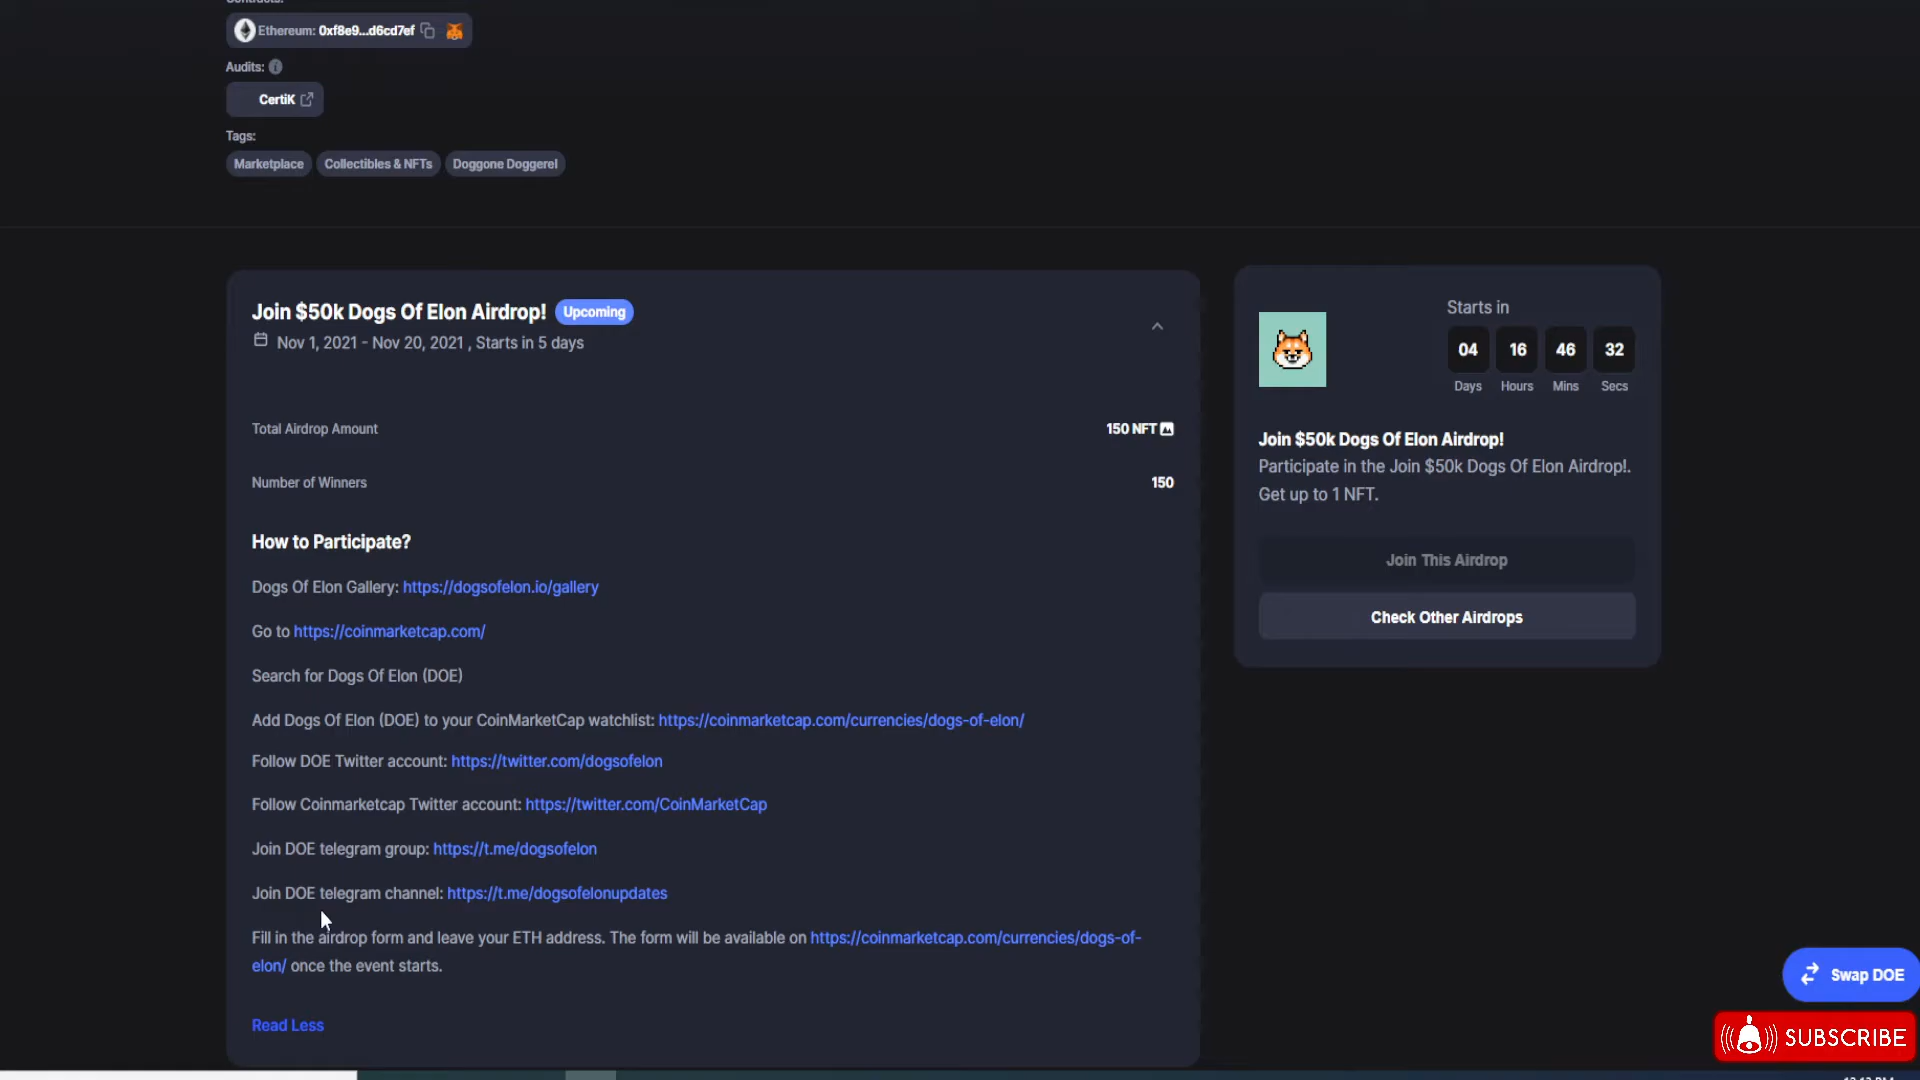 Ethereum: 0xf8e9...d6cd7ef
Audits:
CertiK
Tags:
Marketplace Collectibles & NFTs Doggone Doggerel
Join $50k Dogs Of Elon Airdrop! Upcoming
Nov 1, 2021 - Nov 20, 2021 , Starts in 5 days
Total Airdrop Amount 150 NFT
Number of Winners 150
How to Participate?
Dogs Of Elon Gallery: https://dogsofelon.io/gallery
Go to https://coinmarketcap.com/
Search for Dogs Of Elon (DOE)
Add Dogs Of Elon (DOE) to your CoinMarketCap watchlist: https://coinmarketcap.com/currencies/dogs-of-elon/
Follow DOE Twitter account: https://twitter.com/dogsofelon
Follow Coinmarketcap Twitter account: https://twitter.com/CoinMarketCap
Join DOE telegram group: https://t.me/dogsofelon
Join DOE telegram channel: https://t.me/dogsofelonupdates
Fill in the airdrop form and leave your ETH address. The form will be available on https://coinmarketcap.com/currencies/dogs-of-
elon/ once the event starts.
Read Less
Starts in
04 16 46 32
Days Hours Mins Secs
Join $50k Dogs Of Elon Airdrop!
Participate in the Join $50k Dogs Of Elon Airdrop!.
Get up to 1 NFT.
Join This Airdrop
Check Other Airdrops
Swap DOE
SUBSCRIBE